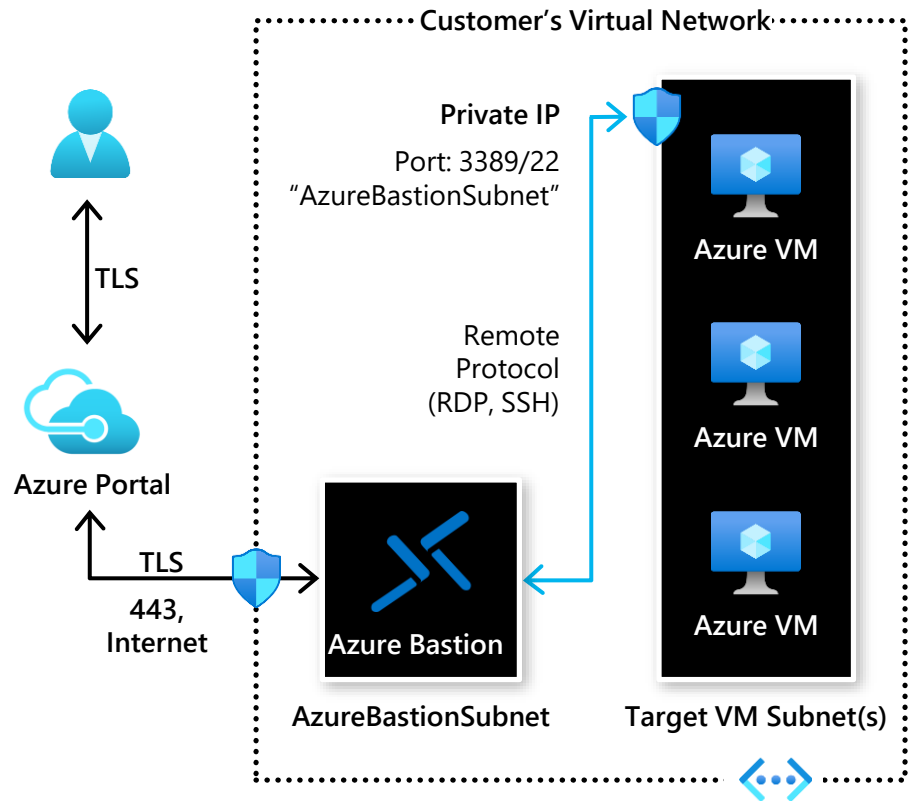 Customer’s Virtual Network
Private IP
Port: 3389/22
“AzureBastionSubnet”
Azure VM
TLS
Remote
Protocol
(RDP, SSH)
Azure VM
Azure Portal
TLS
443,
Internet
Azure Bastion
Azure VM
AzureBastionSubnet
Target VM Subnet(s)